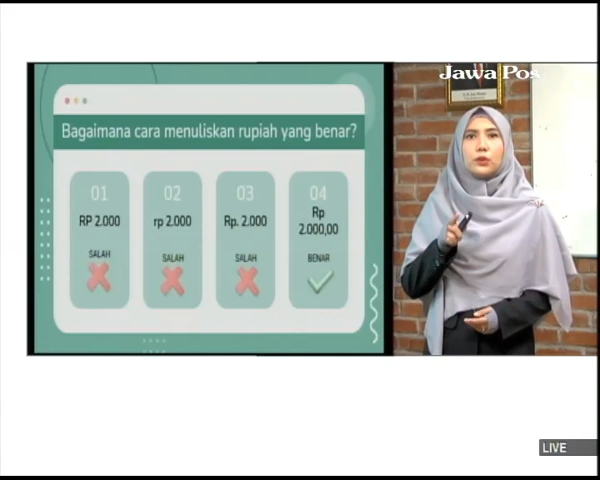 Jawa Pos
Bagaimana cara menuliskan rupiah yang benar?
01
RP 2.000
SALAH
02
rp 2.000
SALAH
03
Rp. 2.000
SALAH
04
Rp
2.000,00
BENAR
LIVE